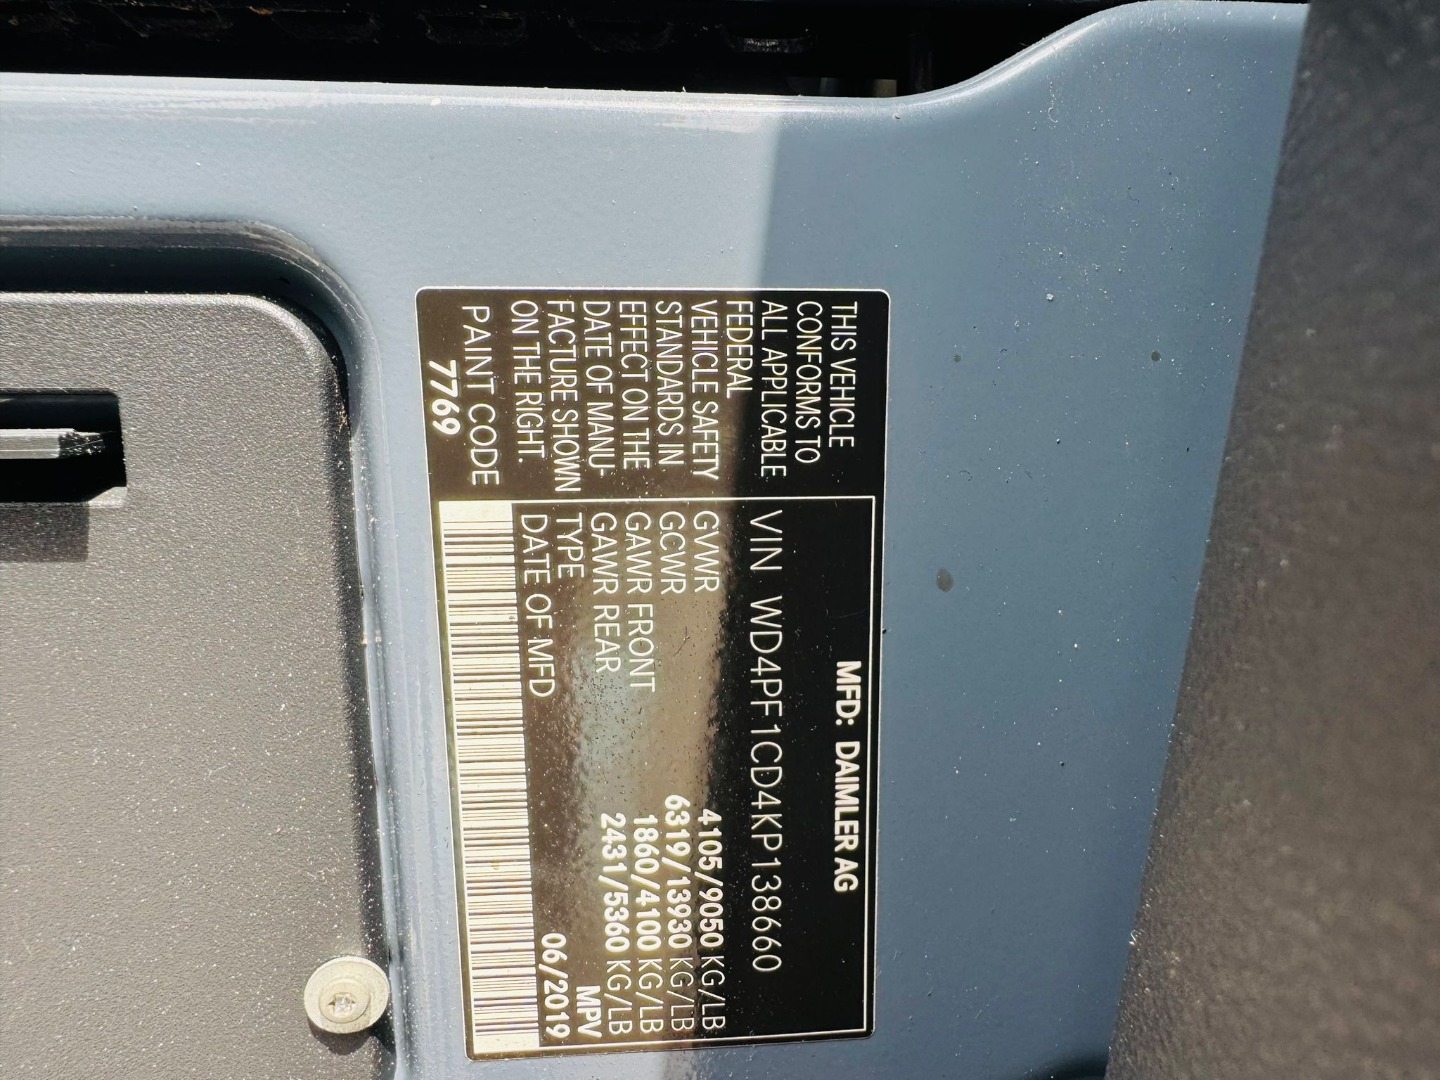 THIS VEHICLE
CONFORMS TO
ALL APPLICABLE
FEDERAL
VEHICLE SAFETY
STANDARDS IN
EFFECT ON THE
DATE OF MANU-
FACTURE SHOWN
ON THE RIGHT.
PAINT CODE
7769
MFD: DAIMLER AG
VIN WD4PF1CD4KP138660
GVWR 4105/9050 KG/LB
GCWR 6319/13930 KG/LB
GAWR FRONT 1860/4100 KG/LB
GAWR REAR 2431/5360 KG/LB
TYPE MPV
DATE OF MFD 06/2019